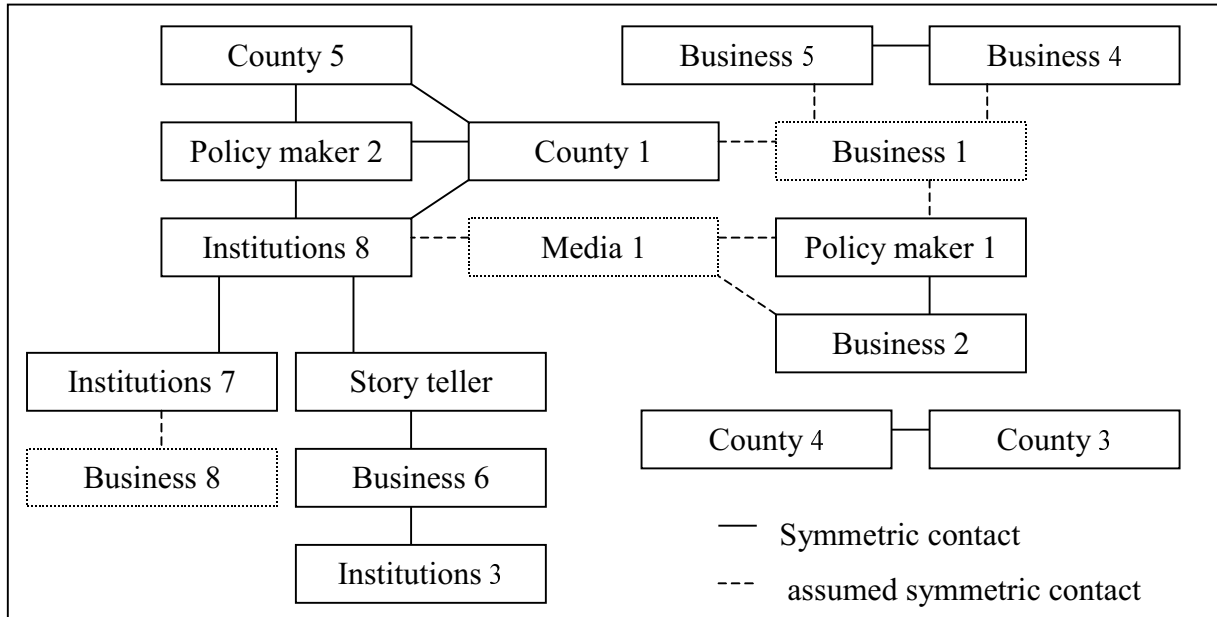 County 5
Business 5
Business 4
Policy maker 2
County 1
Business 1
Institutions 8
Media 1
Policy maker 1
Business 2
Institutions 7
Story teller
County 4
County 3
Business 8
Business 6
Symmetric contact
Institutions 3
assumed symmetric contact